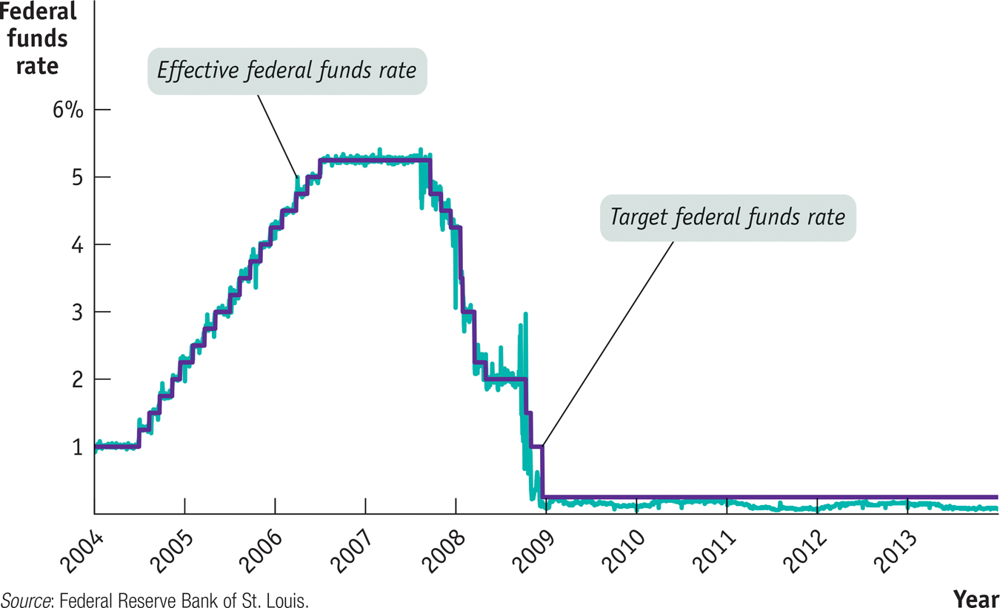 Federal
funds
rate
Effective federal funds rate
6%
5
Target federal funds rate
4
3
2
1
2004
2005
2006
2007
2008
2009
2010
2011
2012
2013
Source: Federal Reserve Bank of St. Louis.
Year